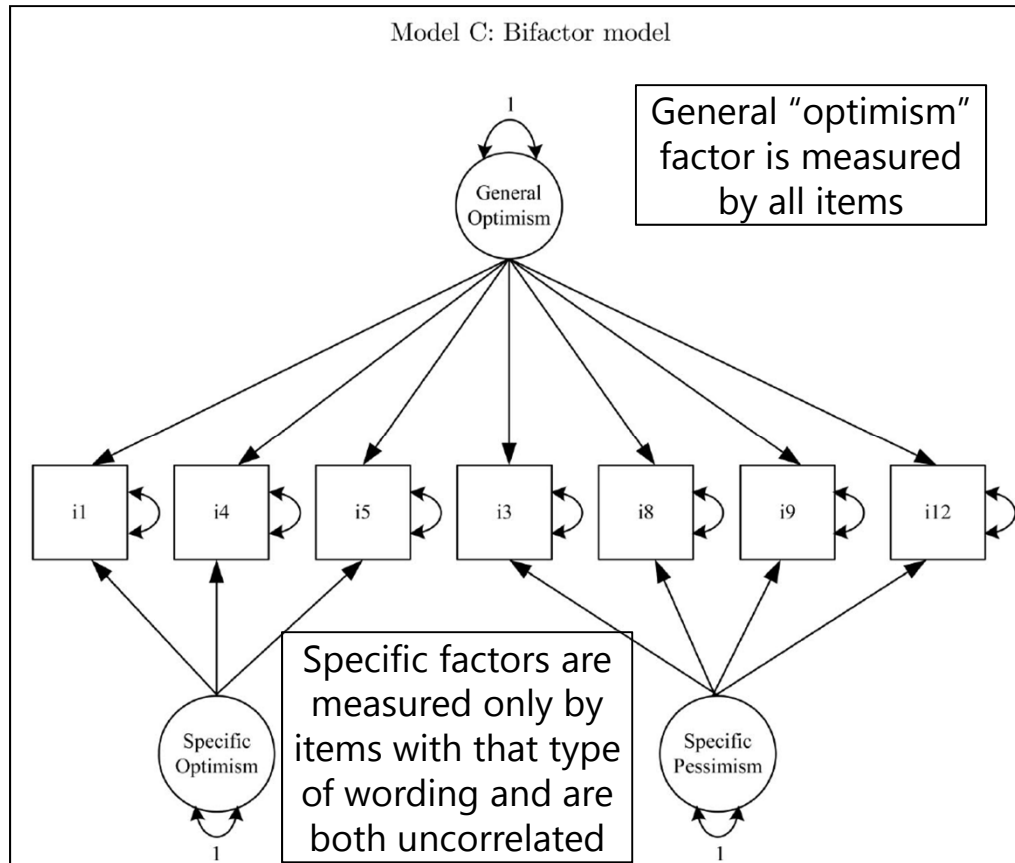 Model C: Bifactor model
1
General
Optimism
General “optimism”
factor is measured
by all items
i1
i4
i5
i3
i8
i9
i12
Specific
Optimism
1
Specific factors are
measured only by
items with that type
of wording and are
both uncorrelated
Specific
Pessimism
1